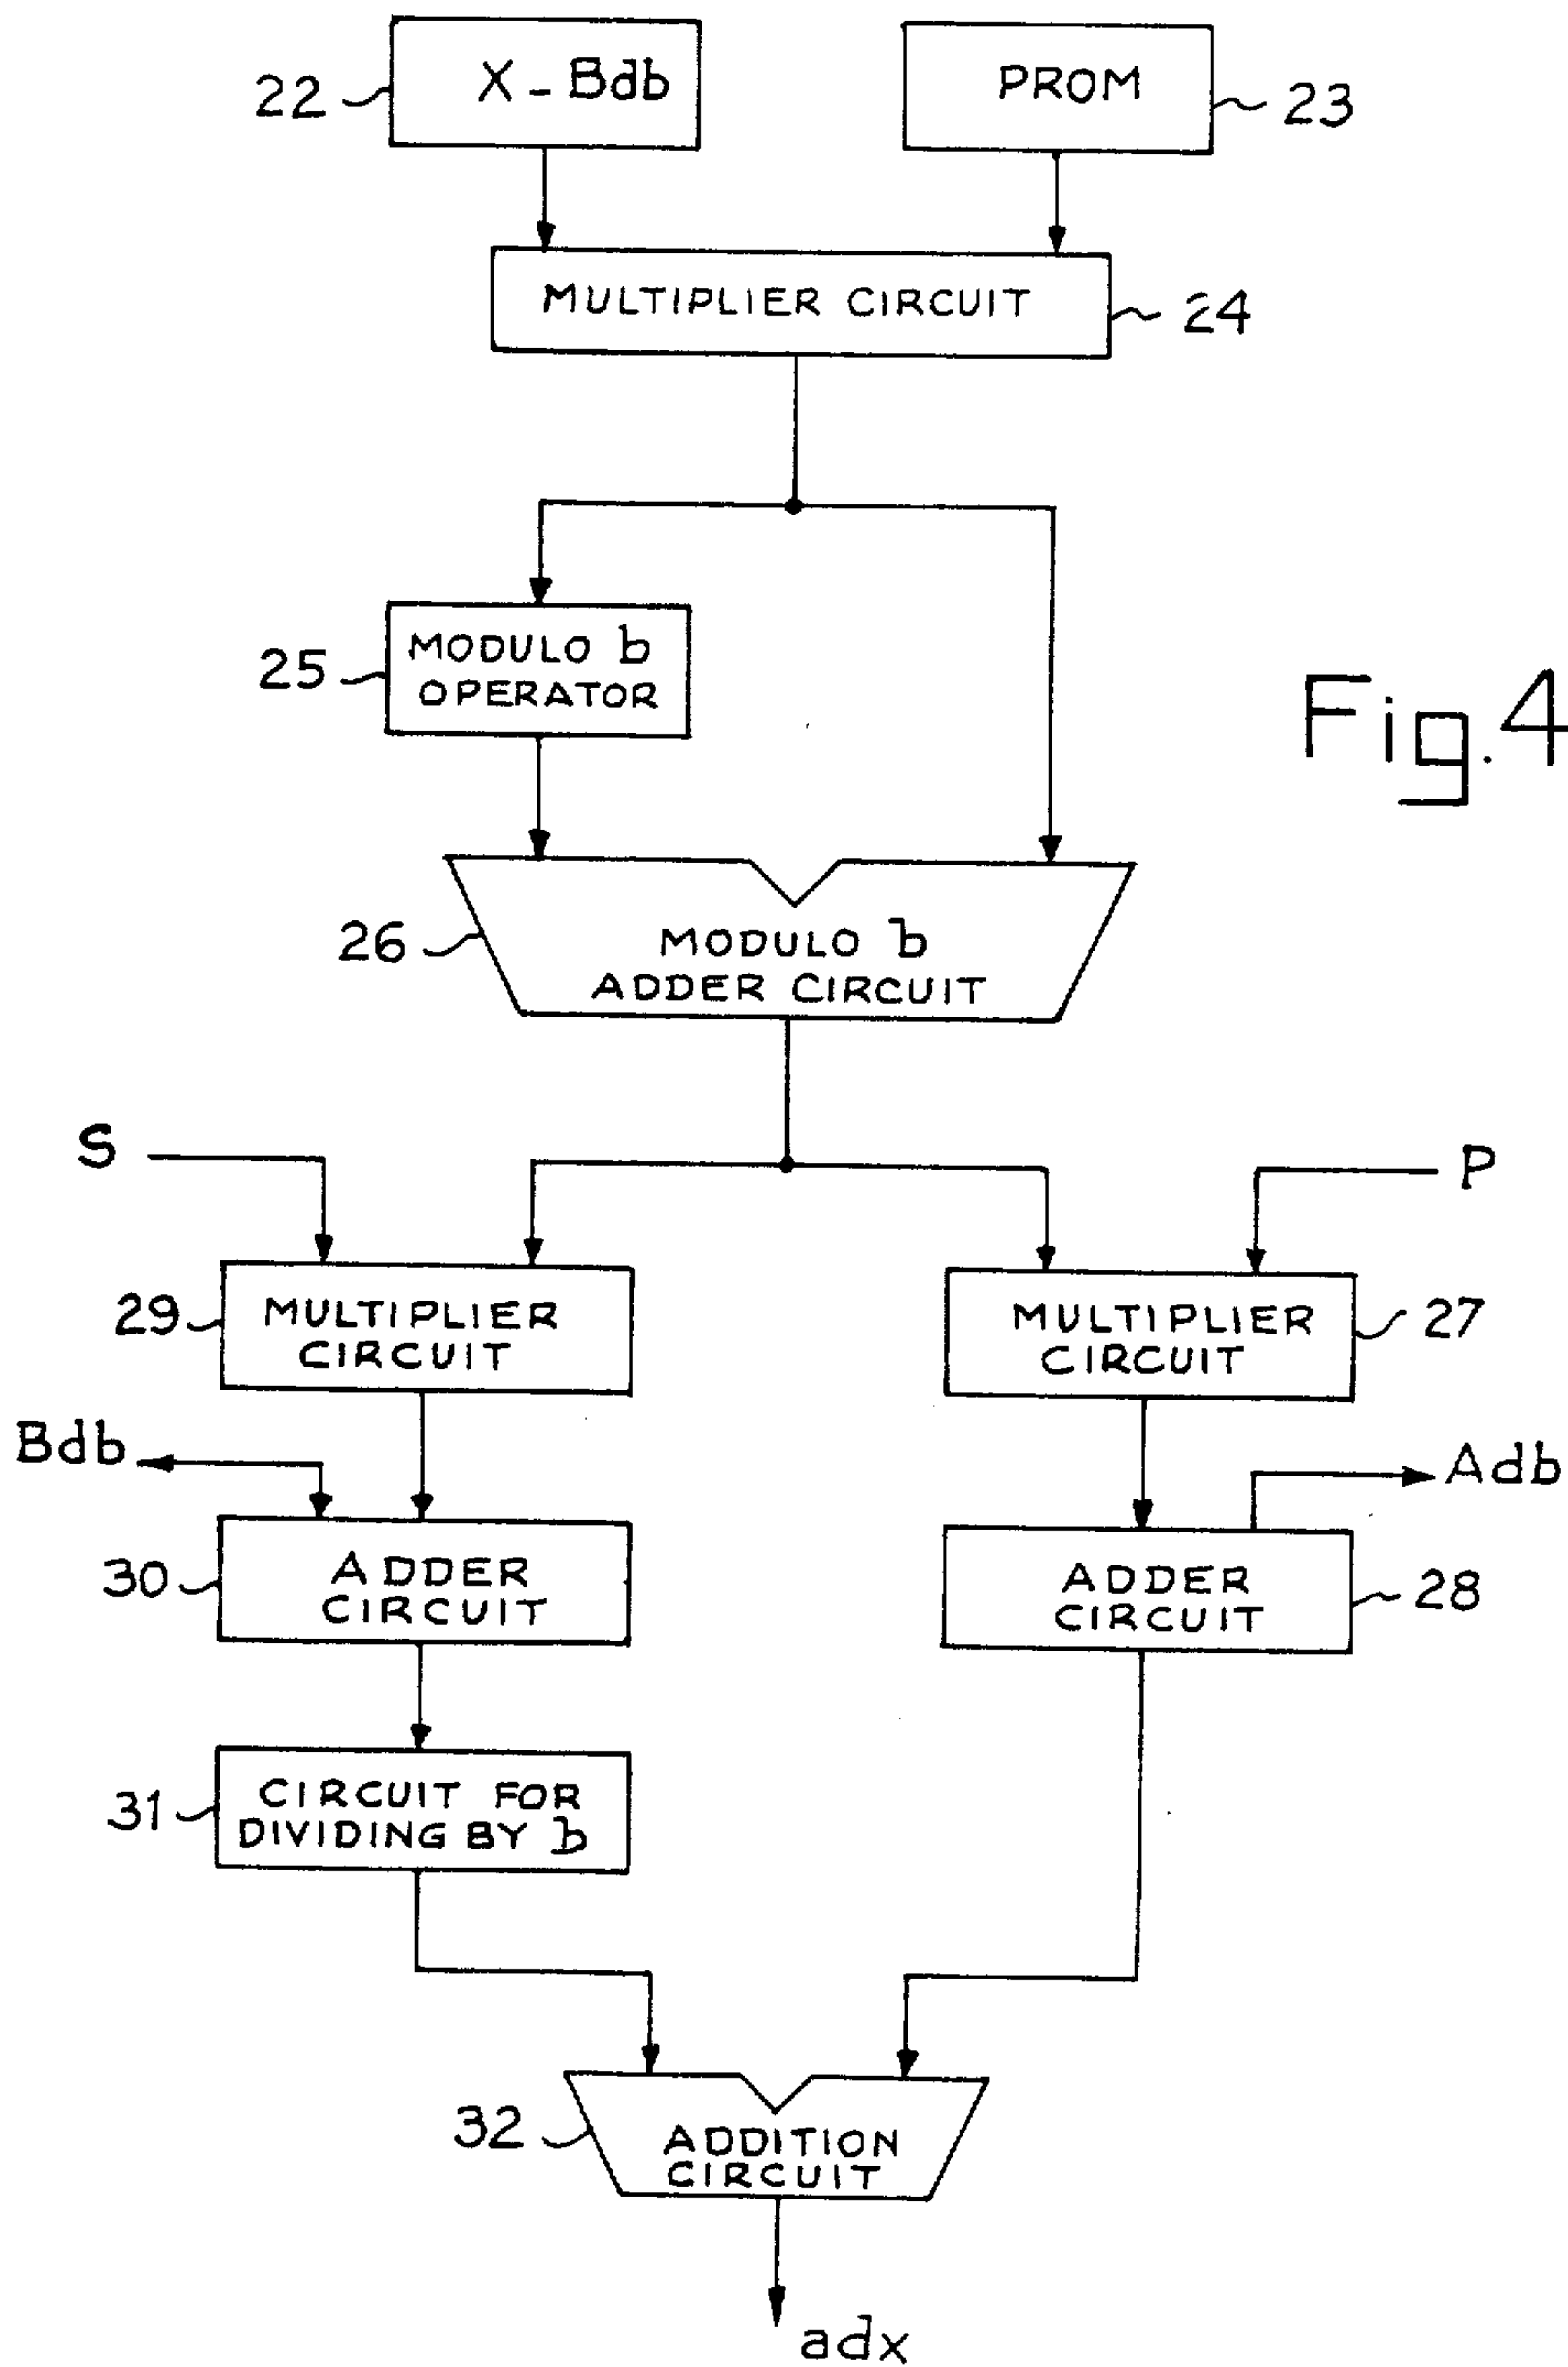 22
X - Bdb
PROM
23
MULTIPLIER CIRCUIT
24
25
MODULO b
OPERATOR
Fig.4
26
MODULO b
ADDER CIRCUIT
S
P
29
MULTIPLIER
CIRCUIT
MULTIPLIER
CIRCUIT
27
Bdb
Adb
30
ADDER
CIRCUIT
ADDER
CIRCUIT
28
31
CIRCUIT FOR
DIVIDING BY b
32
ADDITION
CIRCUIT
adx